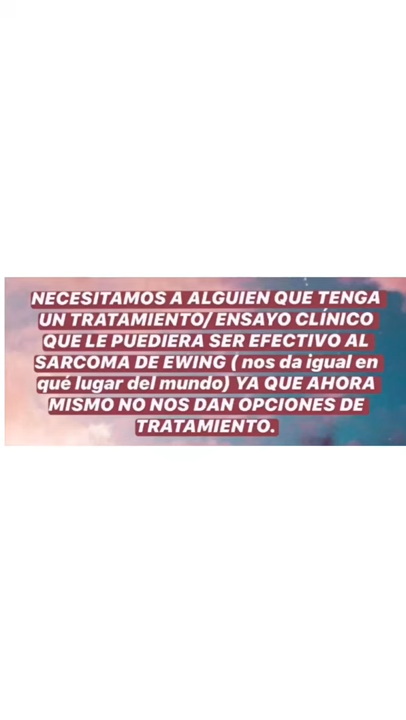 NECESITAMOS A ALGUIEN QUE TENGA
UN TRATAMIENTO/ ENSAYO CLÍNICO
QUE LE PUEDIERA SER EFECTIVO AL
SARCOMA DE EWING ( nos da igual en
qué lugar del mundo) YA QUE AHORA
MISMO NO NOS DAN OPCIONES DE
TRATAMIENTO.